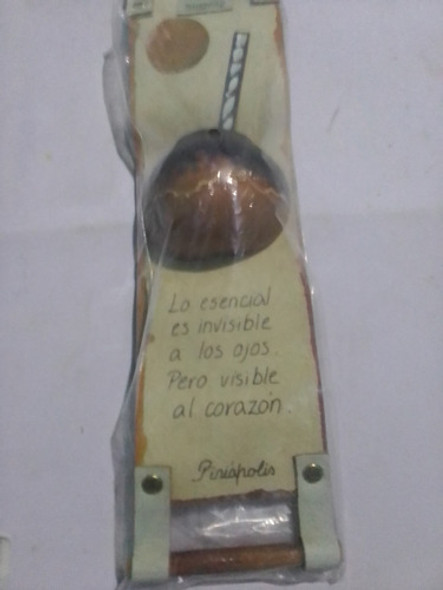 Lo esencial
es invisible
a los ojos.
Pero visible
al corazón.
Piriápolis